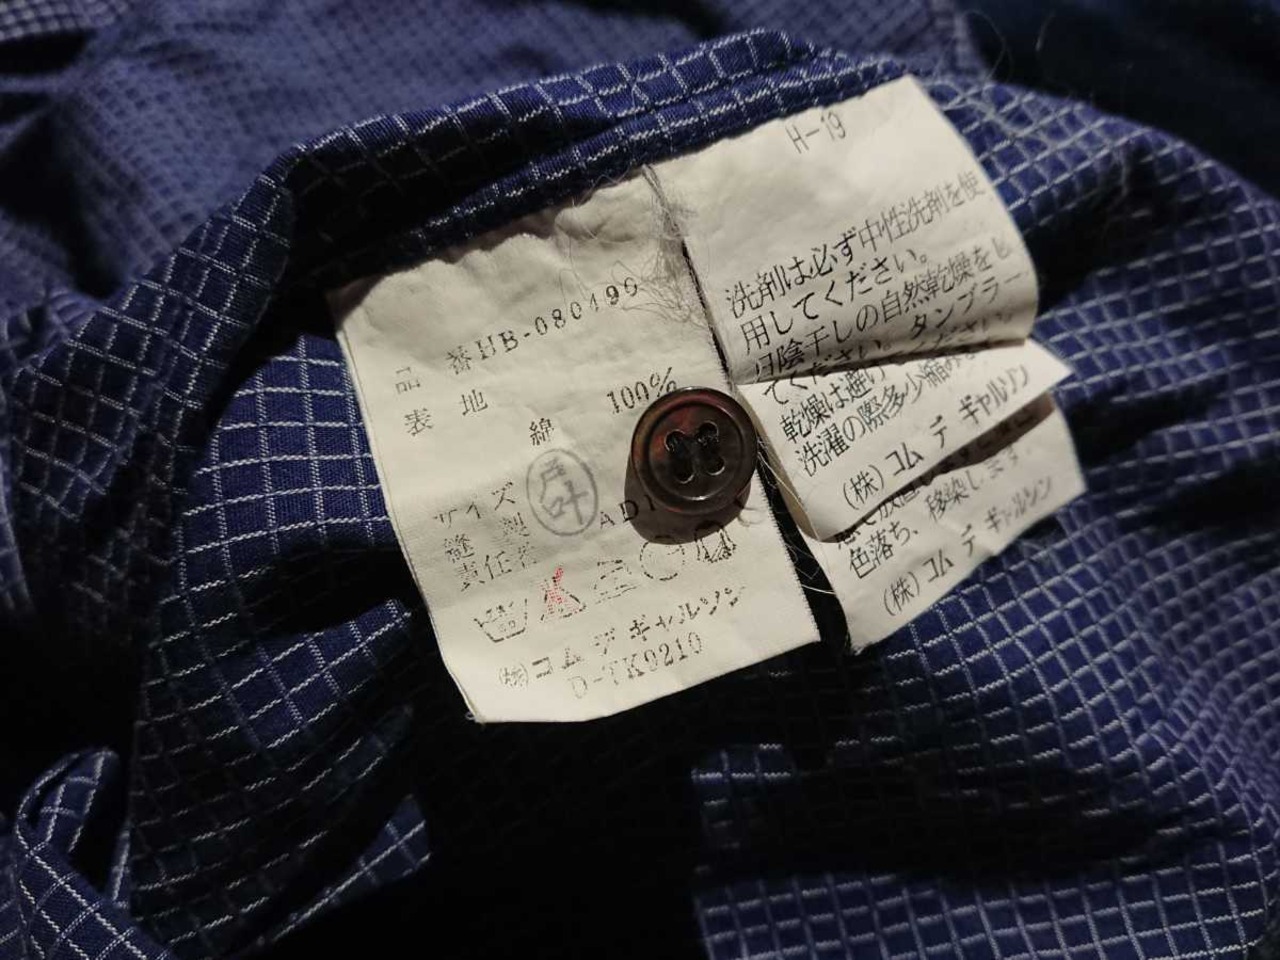 品番 HB-080490
表地 綿 100%
サイズ
縫製
責任者
叶
AD
(株)コム デ ギャルソン
D-TK0210
H-19
洗剤は必ず中性洗剤を使
用してください。
日陰干しの自然乾燥をし
てください。タンブラー
乾燥は避け
洗濯の際多少縮み
(株) コム デ ギャルソン
色落ち、移染します。
(株) コム デ ギャルソン